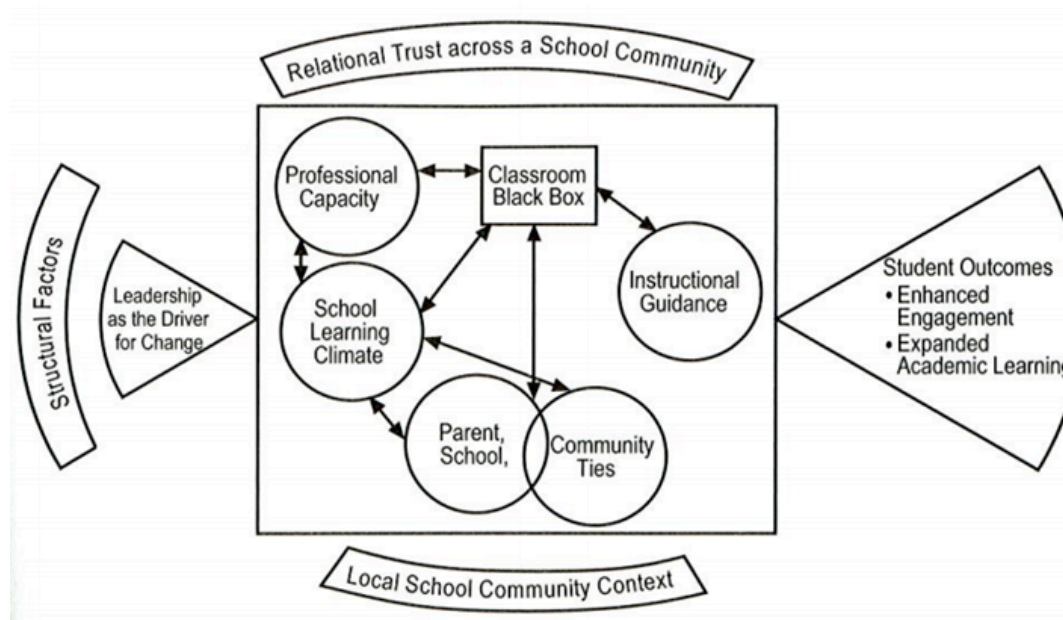 Relational Trust across a School Community
Structural Factors
Leadership
as the Driver
for Change
Professional
Capacity
Classroom
Black Box
School
Learning
Climate
Instructional
Guidance
Parent,
School,
Community
Ties
Student Outcomes
• Enhanced
Engagement
• Expanded
Academic Learning
Local School Community Context